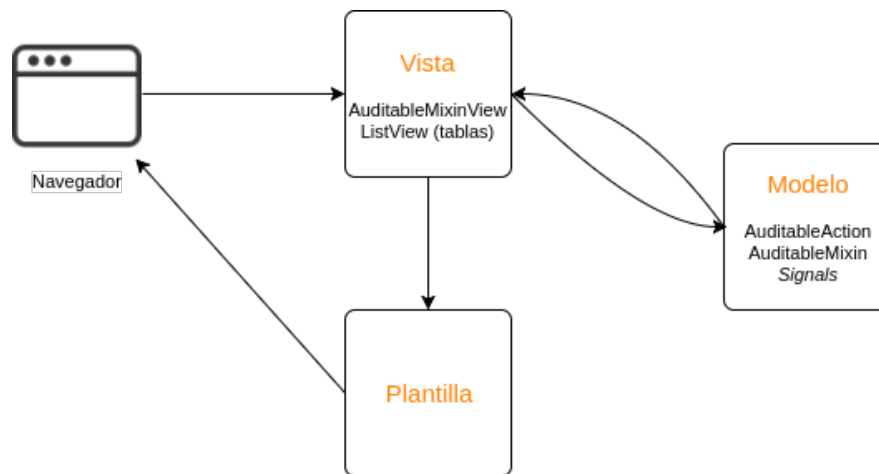 Vista
AuditableMixinView
ListView (tablas)
Navegador
Modelo
AuditableAction
AuditableMixin
Signals
Plantilla